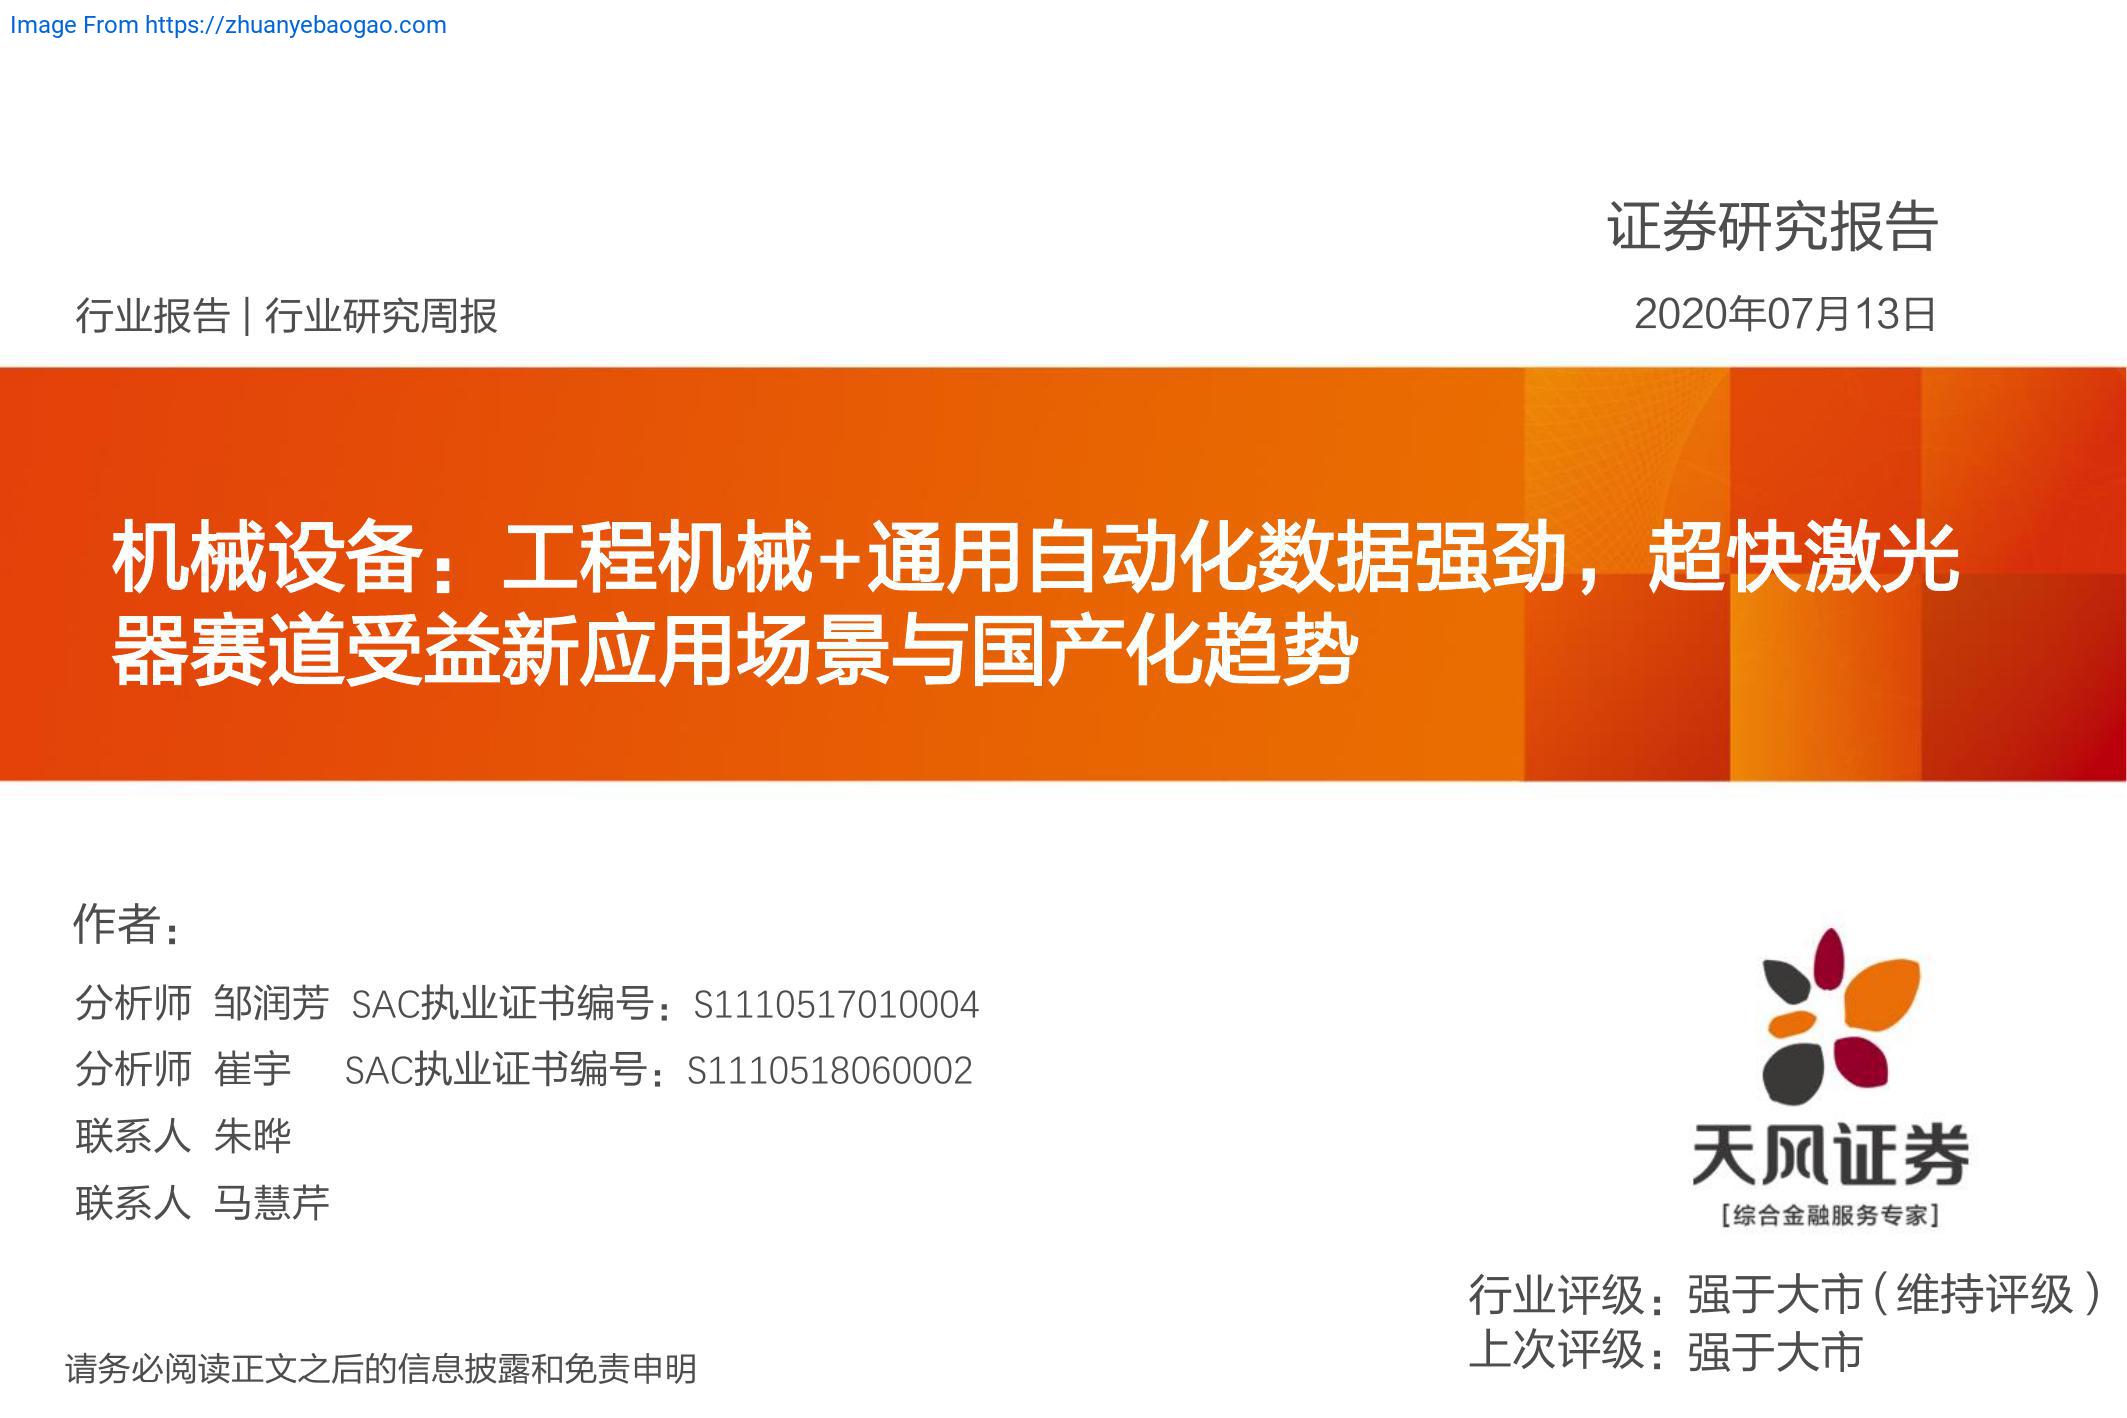 Image From https://zhuanyebaogao.com
证券研究报告
行业报告 | 行业研究周报
2020年07月13日
机械设备：工程机械+通用自动化数据强劲，超快激光
器赛道受益新应用场景与国产化趋势
作者：
分析师 邹润芳 SAC执业证书编号：S1110517010004
分析师 崔宇 SAC执业证书编号：S1110518060002
联系人 朱晔
联系人 马慧芹
天风证券
[综合金融服务专家]
行业评级：强于大市（维持评级）
上次评级：强于大市
请务必阅读正文之后的信息披露和免责申明